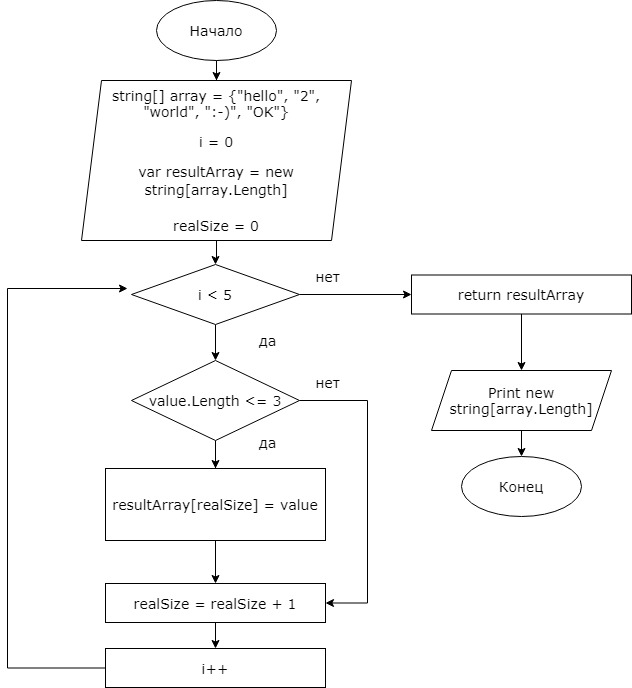 Начало
string[] array = {"hello", "2",
"world", ":-)", "OK"}
i = 0
var resultArray = new
string[array.Length]
realSize = 0
i < 5
нет
return resultArray
да
value.Length <= 3
нет
Print new
string[array.Length]
да
Конец
resultArray[realSize] = value
realSize = realSize + 1
i++